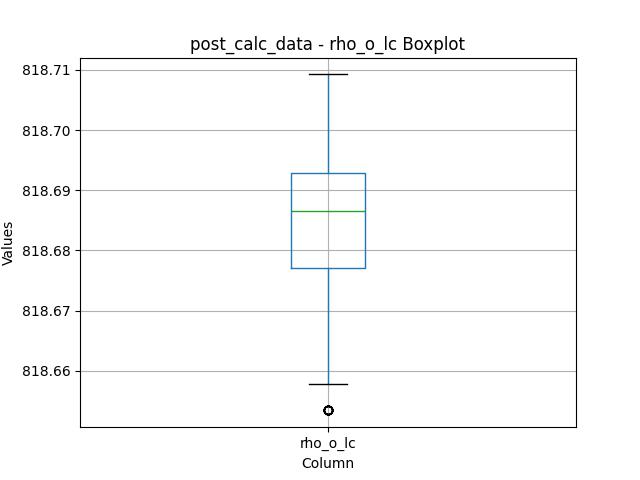 post_calc_data - rho_o_lc Boxplot
818.71
818.70
818.69
818.68
818.67
818.66
Values
rho_o_lc
Column